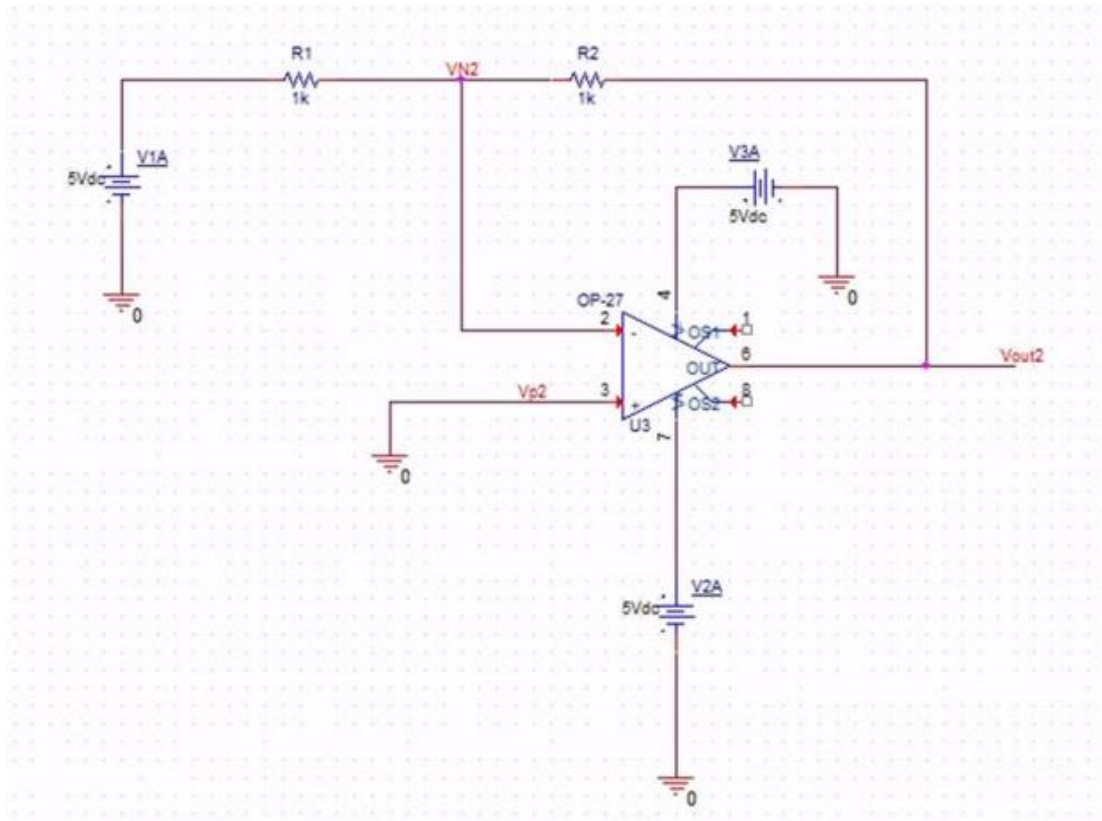 R1
1k
VN2
R2
1k
V1A
5Vdc
0
V3A
5Vdc
0
OP-27
4
2
-
OS1
1
OUT
6
Vout2
Vp2
3
+
OS2
8
U3
7
0
V2A
5Vdc
0